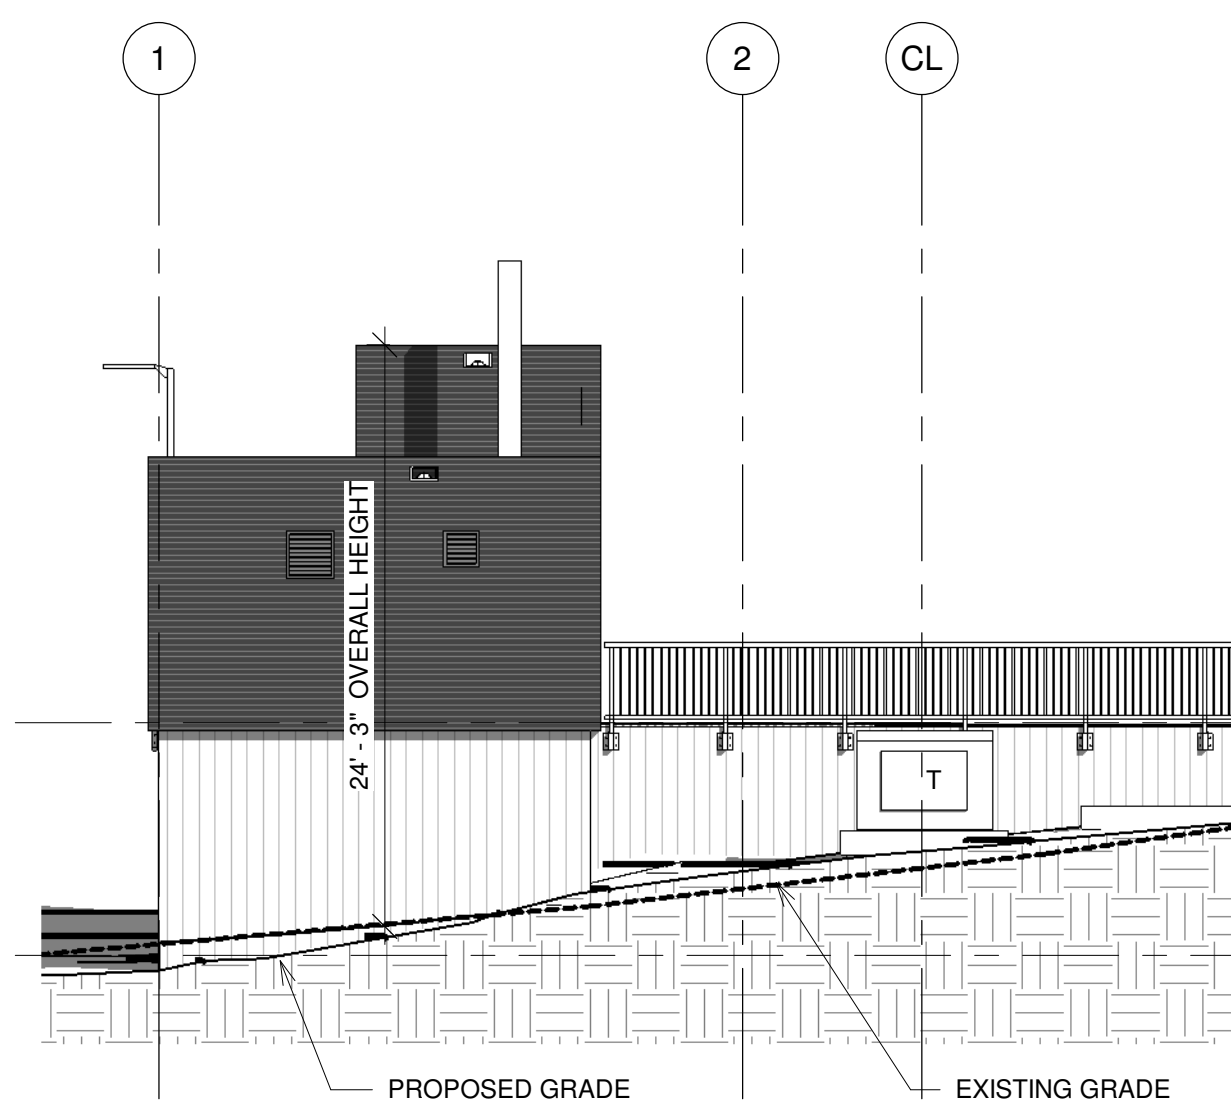 1
2
CL
24' - 3" OVERALL HEIGHT
T
PROPOSED GRADE
EXISTING GRADE